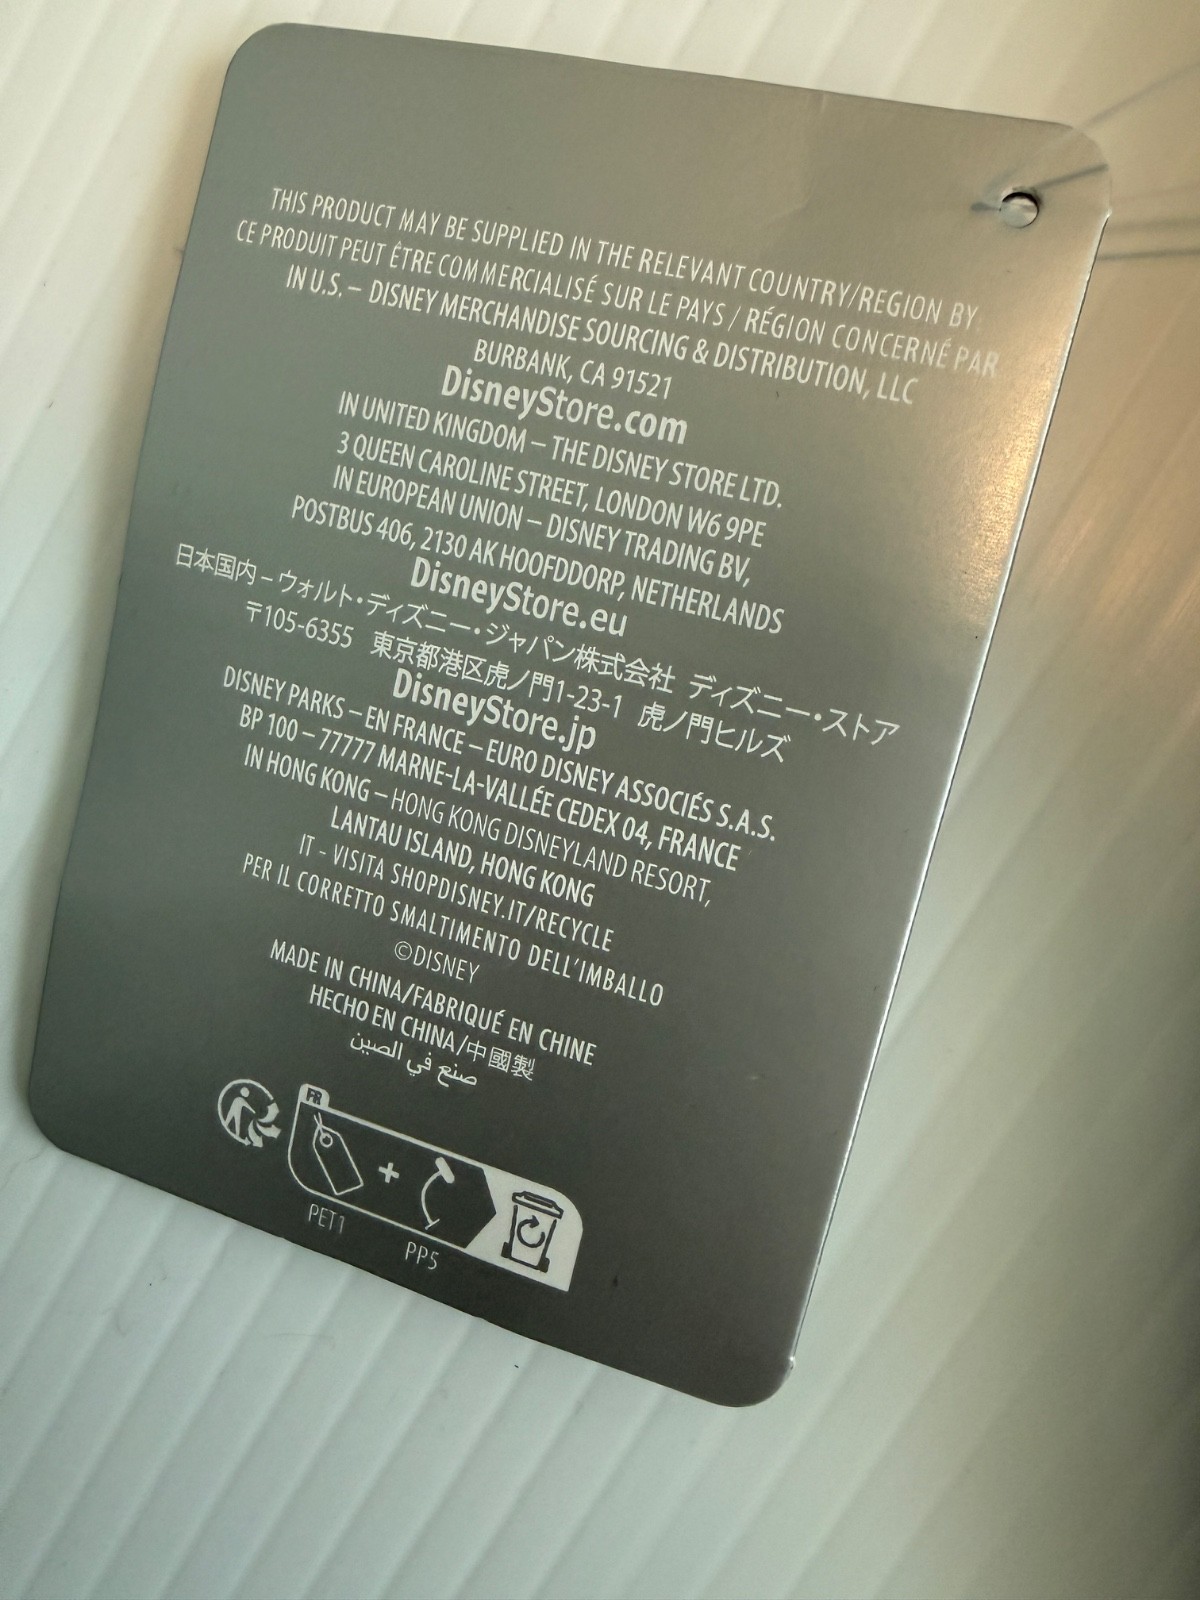 THIS PRODUCT MAY BE SUPPLIED IN THE RELEVANT COUNTRY/REGION BY:
CE PRODUIT PEUT ÊTRE COMMERCIALISÉ SUR LE PAYS / RÉGION CONCERNÉ PAR
IN U.S. – DISNEY MERCHANDISE SOURCING & DISTRIBUTION, LLC
BURBANK, CA 91521
DisneyStore.com
IN UNITED KINGDOM – THE DISNEY STORE LTD.
3 QUEEN CAROLINE STREET, LONDON W6 9PE
IN EUROPEAN UNION – DISNEY TRADING BV,
POSTBUS 406, 2130 AK HOOFDDORP, NETHERLANDS
DisneyStore.eu
日本国内 – ウォルト・ディズニー・ジャパン株式会社 ディズニー・ストア
〒105-6355 東京都港区虎ノ門1-23-1 虎ノ門ヒルズ
DisneyStore.jp
DISNEY PARKS – EN FRANCE – EURO DISNEY ASSOCIÉS S.A.S.
BP 100 – 77777 MARNE-LA-VALLÉE CEDEX 04, FRANCE
IN HONG KONG – HONG KONG DISNEYLAND RESORT,
LANTAU ISLAND, HONG KONG
IT - VISITA SHOPDISNEY.IT/RECYCLE
PER IL CORRETTO SMALTIMENTO DELL'IMBALLO
©DISNEY
MADE IN CHINA/FABRIQUÉ EN CHINE
HECHO EN CHINA/中國製
صنع في الصين
FR
PET1
PP5